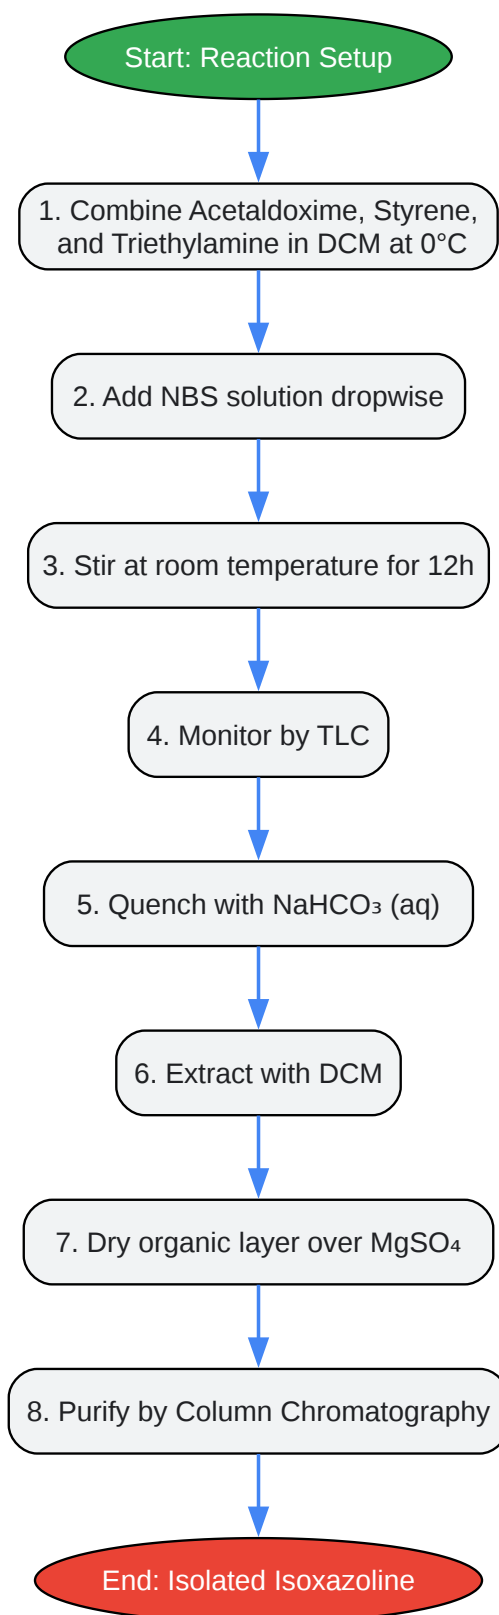 Start: Reaction Setup
1. Combine Acetaldoxime, Styrene,
and Triethylamine in DCM at 0°C
2. Add NBS solution dropwise
3. Stir at room temperature for 12h
4. Monitor by TLC
5. Quench with NaHCO₃ (aq)
6. Extract with DCM
7. Dry organic layer over MgSO₄
8. Purify by Column Chromatography
End: Isolated Isoxazoline